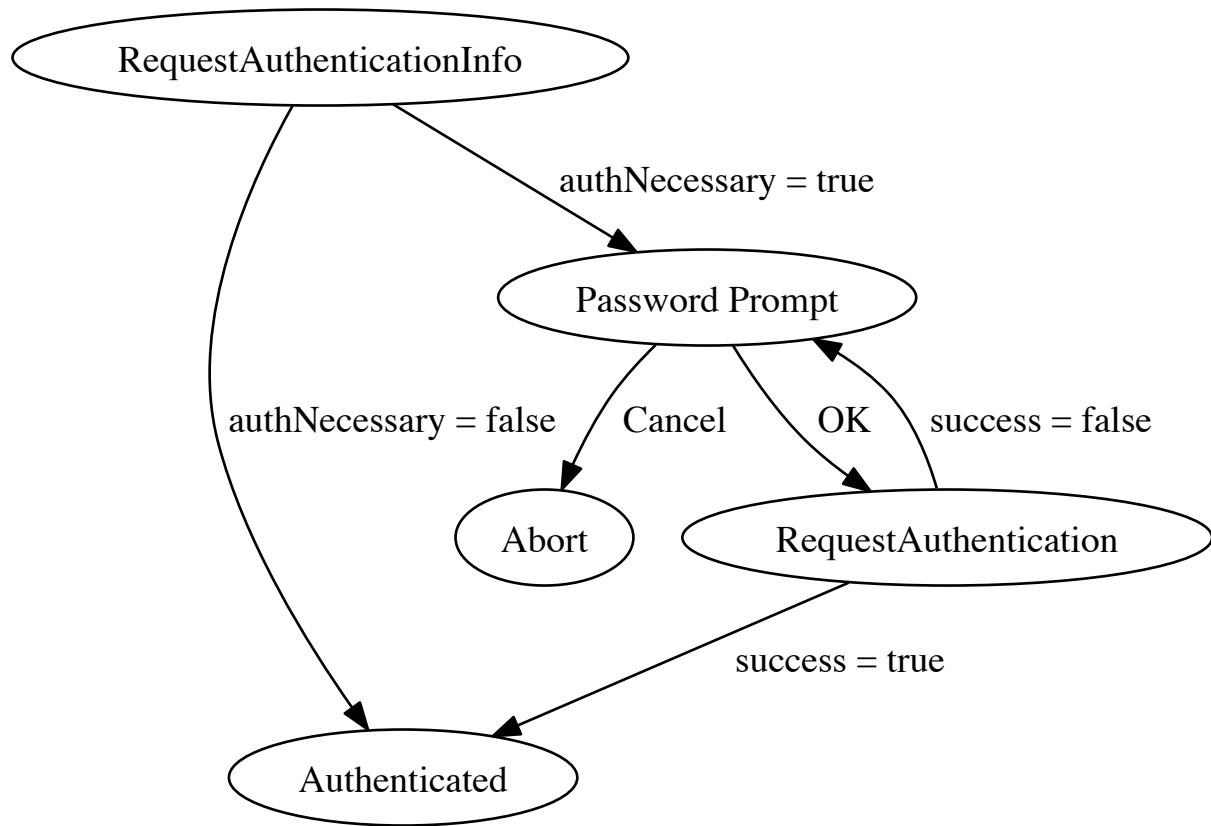 RequestAuthenticationInfo
authNecessary = true
Password Prompt
authNecessary = false
Cancel
OK
success = false
Abort
RequestAuthentication
success = true
Authenticated